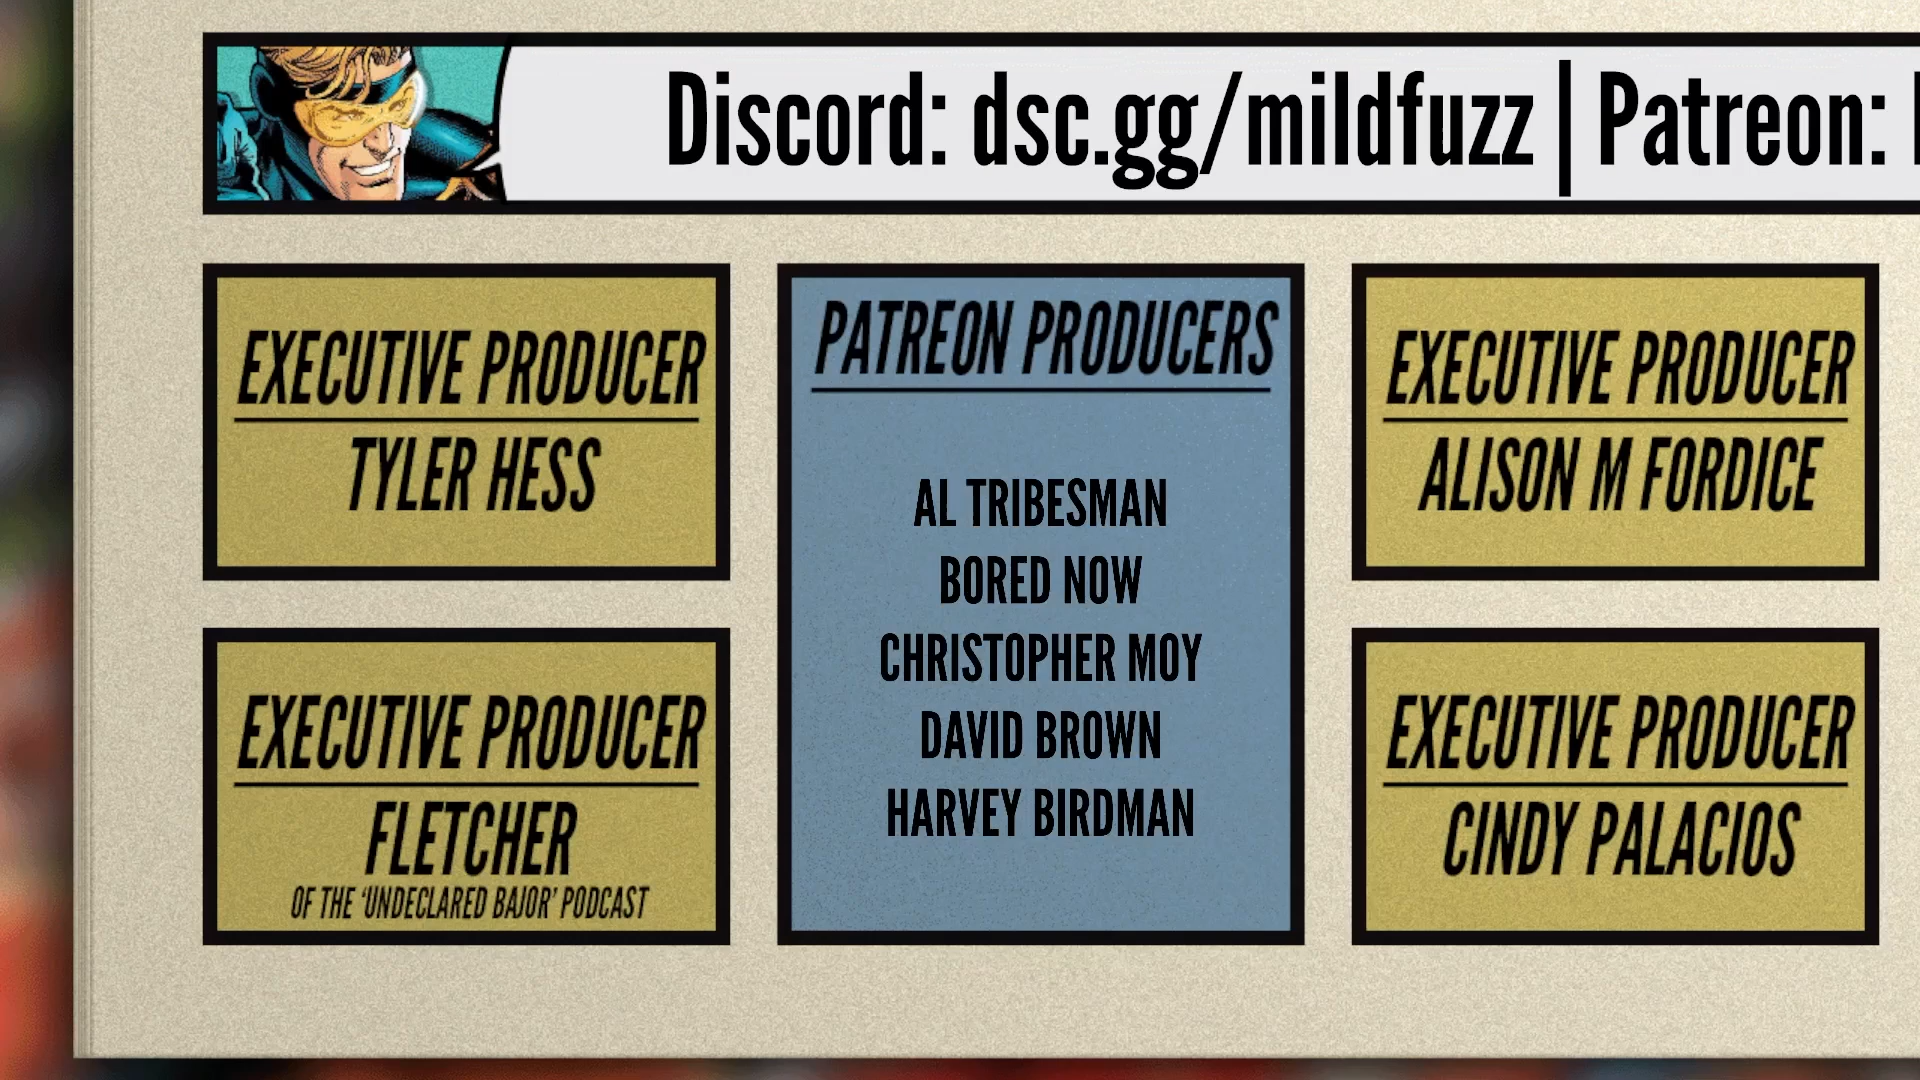 Discord: dsc.gg/mildfuzz | Patreon:
EXECUTIVE PRODUCER
TYLER HESS
EXECUTIVE PRODUCER
FLETCHER
OF THE ‘UNDECLARED BAJOR’ PODCAST
PATREON PRODUCERS
AL TRIBESMAN
BORED NOW
CHRISTOPHER MOY
DAVID BROWN
HARVEY BIRDMAN
EXECUTIVE PRODUCER
ALISON M FORDICE
EXECUTIVE PRODUCER
CINDY PALACIOS